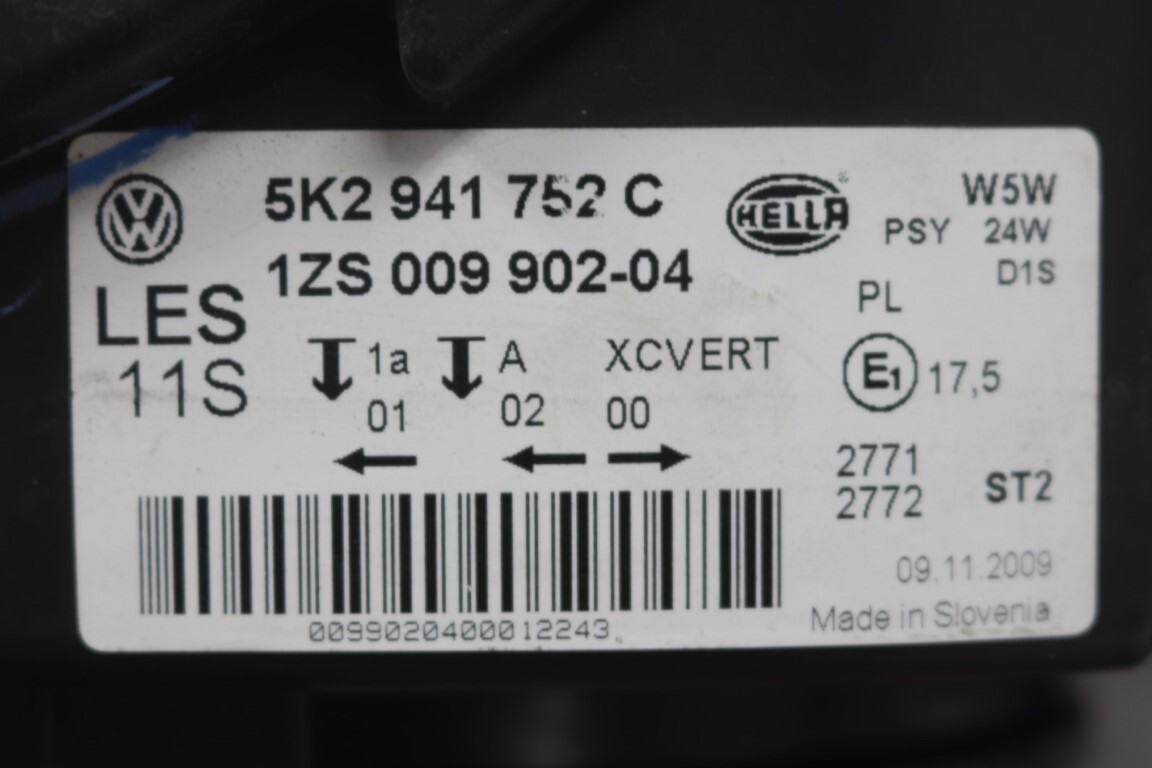 5K2 941 752 C
1ZS 009 902-04
LES
11S
1a A XCVERT
01 02 00
HELLA
W5W
PSY 24W
D1S
PL
E1 17,5
2771
2772
ST2
09.11.2009
Made in Slovenia
0099020400012243